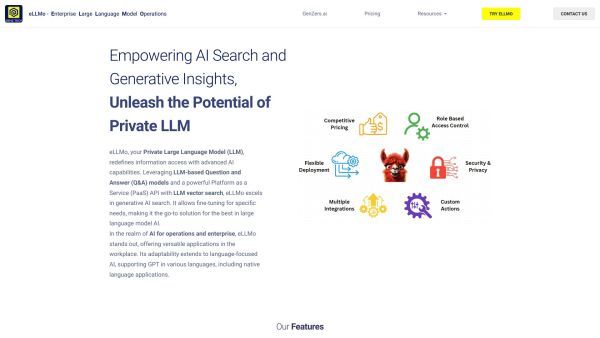 eLLMo - Enterprise Large Language Model Operations
GenZers.ai
Pricing
Resources
TRY ELLMO
CONTACT US
Empowering AI Search and
Generative Insights,
Unleash the Potential of
Private LLM
eLLMo, your Private Large Language Model (LLM),
redefines information access with advanced AI
capabilities. Leveraging LLM-based Question and
Answer (Q&A) models and a powerful Platform as a
Service (PaaS) API with LLM vector search, eLLMo excels
in generative AI search. It allows fine-tuning for specific
needs, making it the go-to solution for the best in large
language model AI.
In the realm of AI for operations and enterprise, eLLMo
stands out, offering versatile applications in the
workplace. Its adaptability extends to language-focused
AI, supporting GPT in various languages, including native
language applications.
Competitive
Pricing
Role Based
Access Control
Flexible
Deployment
Security &
Privacy
Multiple
Integrations
Custom
Actions
Our Features